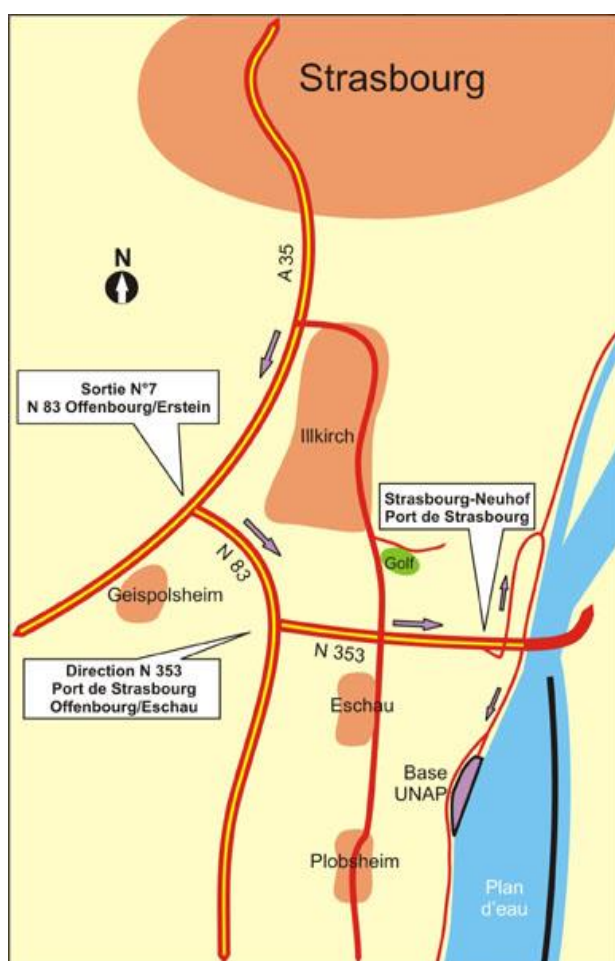 Strasbourg
A 35
N
Sortie N°7
N 83 Offenbourg/Erstein
Illkirch
Strasbourg-Neuhof
Port de Strasbourg
N 83
Golf
Geispolsheim
Direction N 353
Port de Strasbourg
Offenbourg/Eschau
N 353
Eschau
Base
UNAP
Plobsheim
Plan
d'eau